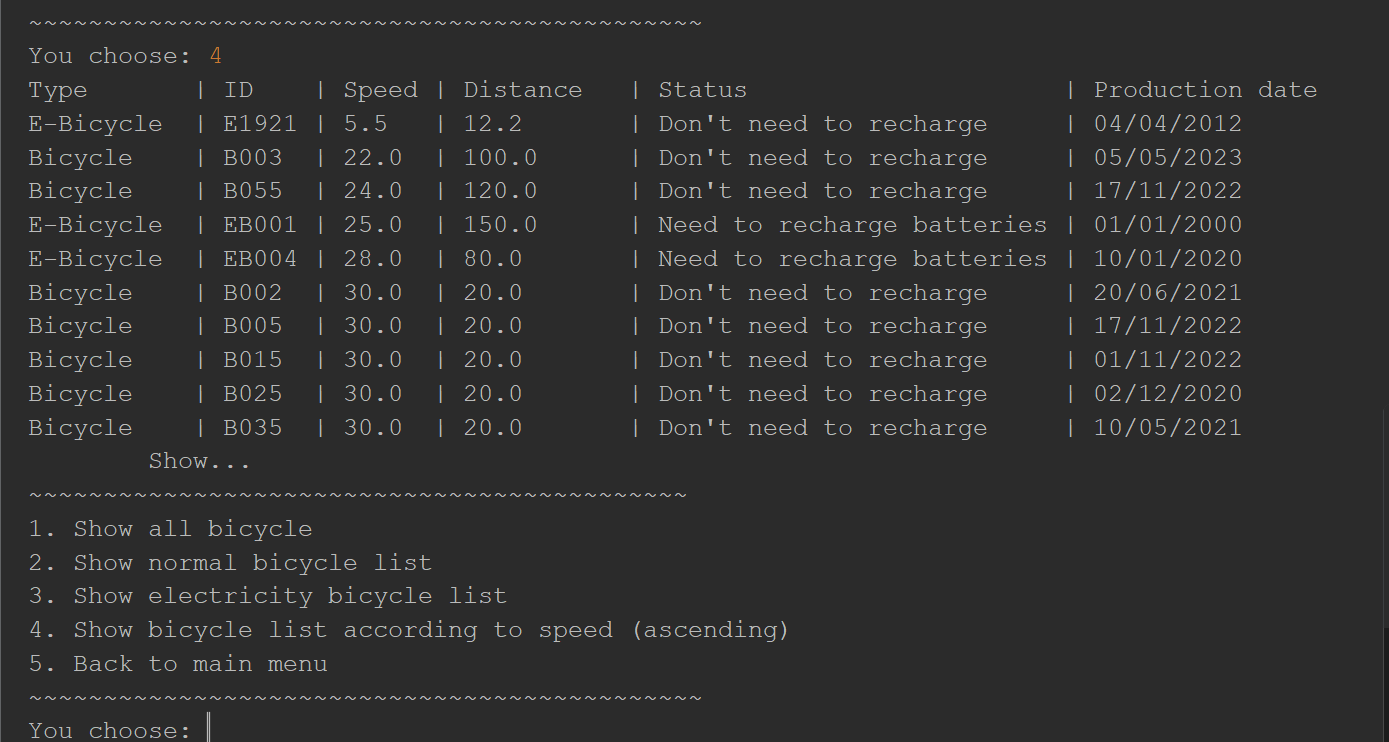 ~~~~~~~~~~~~~~~~~~~~~~~~~~~~~~~~~~~~~~~~~~~~~
You choose: 4
Type       | ID    | Speed | Distance   | Status                     | Production date
E-Bicycle  | E1921 | 5.5   | 12.2       | Don't need to recharge     | 04/04/2012
Bicycle    | B003  | 22.0  | 100.0      | Don't need to recharge     | 05/05/2023
Bicycle    | B055  | 24.0  | 120.0      | Don't need to recharge     | 17/11/2022
E-Bicycle  | EB001 | 25.0  | 150.0      | Need to recharge batteries | 01/01/2000
E-Bicycle  | EB004 | 28.0  | 80.0       | Need to recharge batteries | 10/01/2020
Bicycle    | B002  | 30.0  | 20.0       | Don't need to recharge     | 20/06/2021
Bicycle    | B005  | 30.0  | 20.0       | Don't need to recharge     | 17/11/2022
Bicycle    | B015  | 30.0  | 20.0       | Don't need to recharge     | 01/11/2022
Bicycle    | B025  | 30.0  | 20.0       | Don't need to recharge     | 02/12/2020
Bicycle    | B035  | 30.0  | 20.0       | Don't need to recharge     | 10/05/2021
        Show...
~~~~~~~~~~~~~~~~~~~~~~~~~~~~~~~~~~~~~~~~~~~~
1. Show all bicycle
2. Show normal bicycle list
3. Show electricity bicycle list
4. Show bicycle list according to speed (ascending)
5. Back to main menu
~~~~~~~~~~~~~~~~~~~~~~~~~~~~~~~~~~~~~~~~~~~~~
You choose: